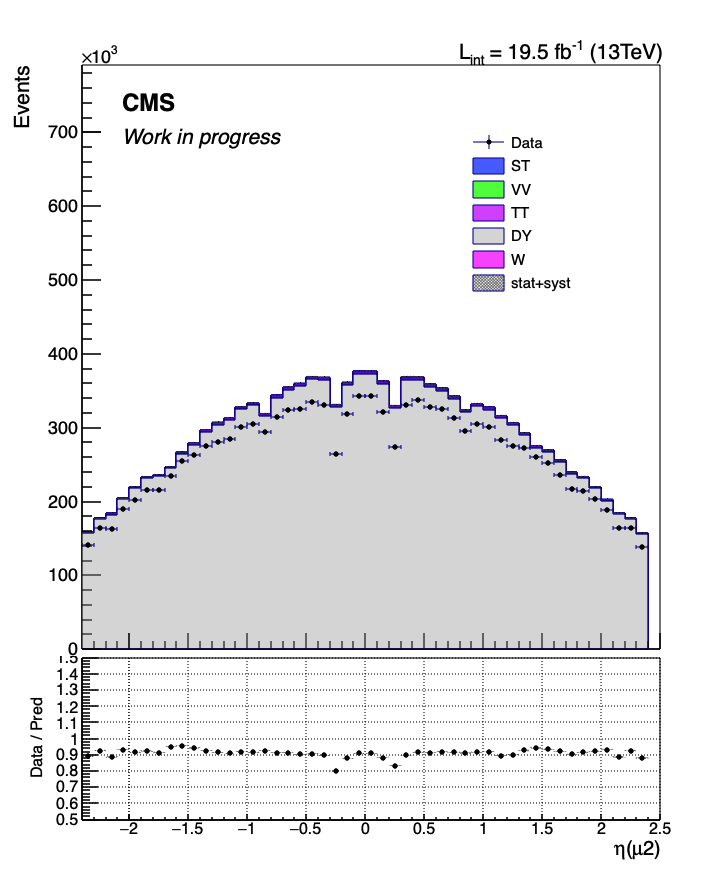 ×10³
L_int = 19.5 fb⁻¹ (13TeV)
Events
CMS
Work in progress
Data
ST
VV
TT
DY
W
stat+syst
700
600
500
400
300
200
100
0
Data / Pred
1.5
1.4
1.3
1.2
1.1
1
0.9
0.8
0.7
0.6
0.5
−2 −1.5 −1 −0.5 0 0.5 1 1.5 2 2.5
η(μ2)